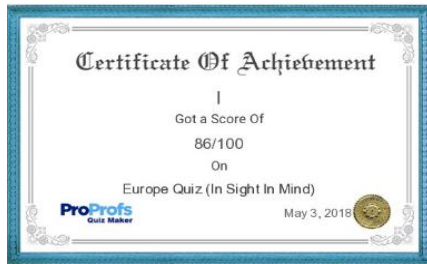 Certificate Of Achievement
I
Got a Score Of
86/100
On
Europe Quiz (In Sight In Mind)
ProProfs
Quiz Maker
May 3, 2018